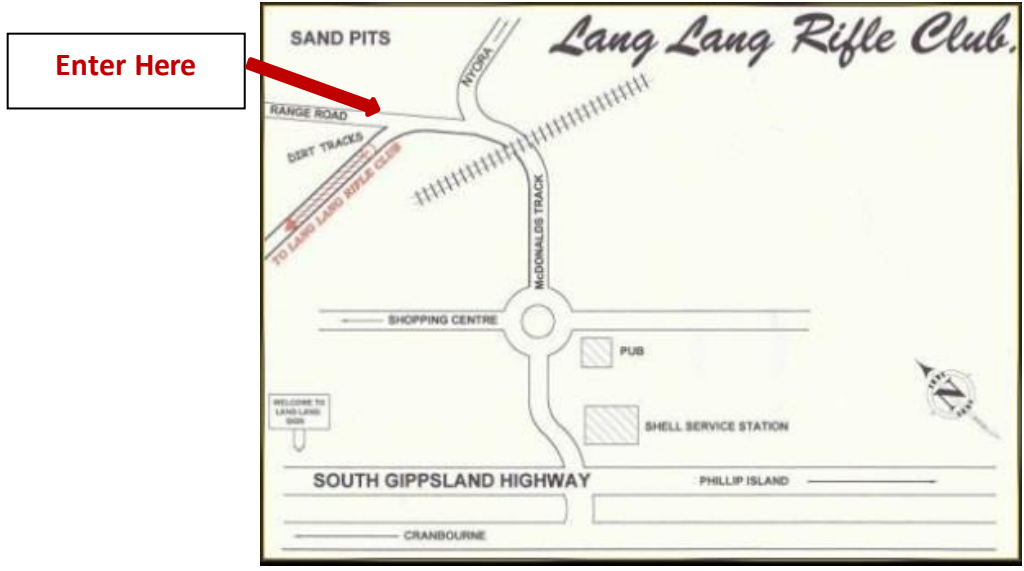 Lang Lang Rifle Club.
SAND PITS
Enter Here
NYORA
RANGE ROAD
DIRT TRACKS
TO LANG LANG RIFLE CLUB
McDONALDS TRACK
SHOPPING CENTRE
PUB
N
WELCOME TO
LANG LANG
SIGN
SHELL SERVICE STATION
SOUTH GIPPSLAND HIGHWAY
PHILLIP ISLAND
CRANBOURNE